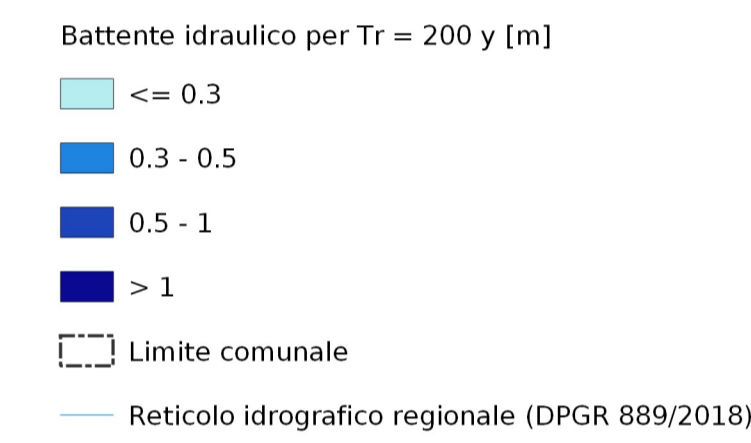 Battente idraulico per Tr = 200 y [m]
<= 0.3
0.3 - 0.5
0.5 - 1
> 1
Limite comunale
Reticolo idrografico regionale (DPGR 889/2018)